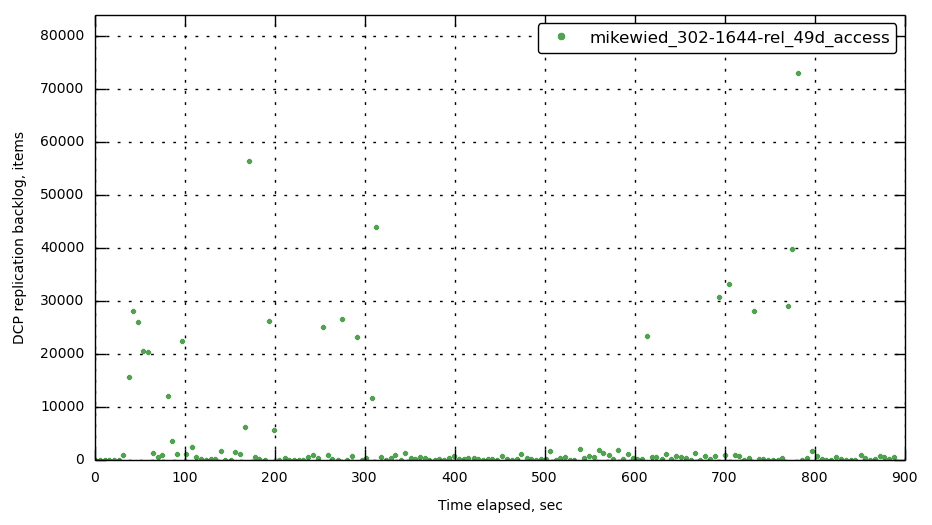 mikewied_302-1644-rel_49d_access
80000
70000
60000
50000
40000
30000
20000
10000
0
DCP replication backlog, items
0 100 200 300 400 500 600 700 800 900
Time elapsed, sec